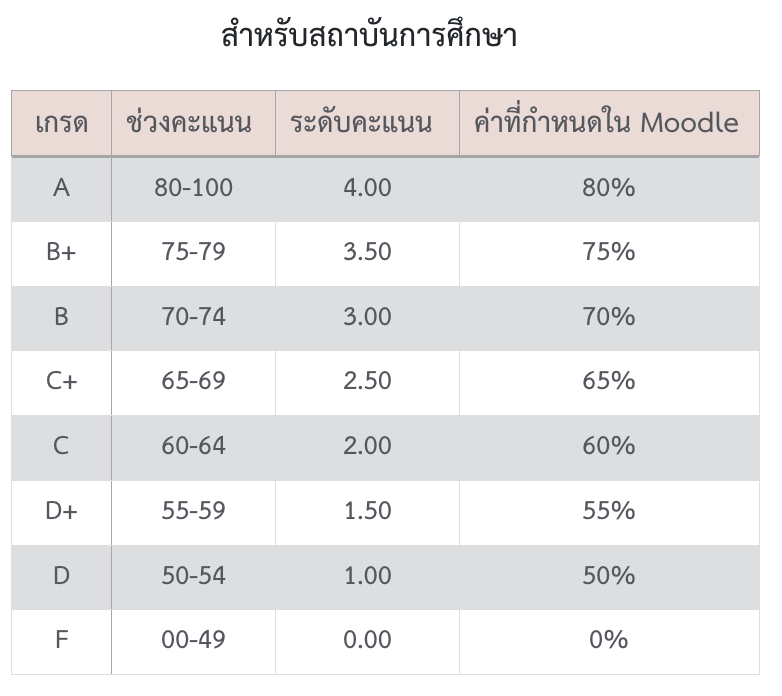 สำหรับสถาบันการศึกษา
เกรด ช่วงคะแนน ระดับคะแนน ค่าที่กำหนดใน Moodle
A 80-100 4.00 80%
B+ 75-79 3.50 75%
B 70-74 3.00 70%
C+ 65-69 2.50 65%
C 60-64 2.00 60%
D+ 55-59 1.50 55%
D 50-54 1.00 50%
F 00-49 0.00 0%